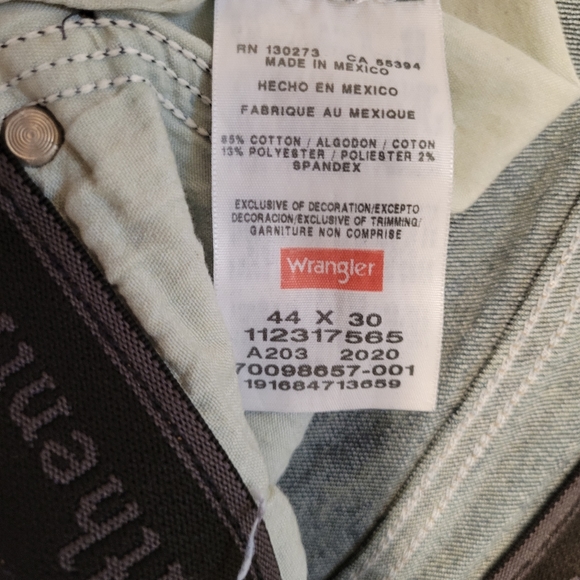 RN 130273 CA 55394
MADE IN MEXICO
HECHO EN MEXICO
FABRIQUE AU MEXIQUE
85% COTTON / ALGODON / COTON
13% POLYESTER / POLIESTER 2%
SPANDEX
EXCLUSIVE OF DECORATION/EXCEPTO
DECORACION/EXCLUSIVE OF TRIMMING/
GARNITURE NON COMPRISE
Wrangler
44 X 30
112317565
A203 2020
70098657-001
191684713659